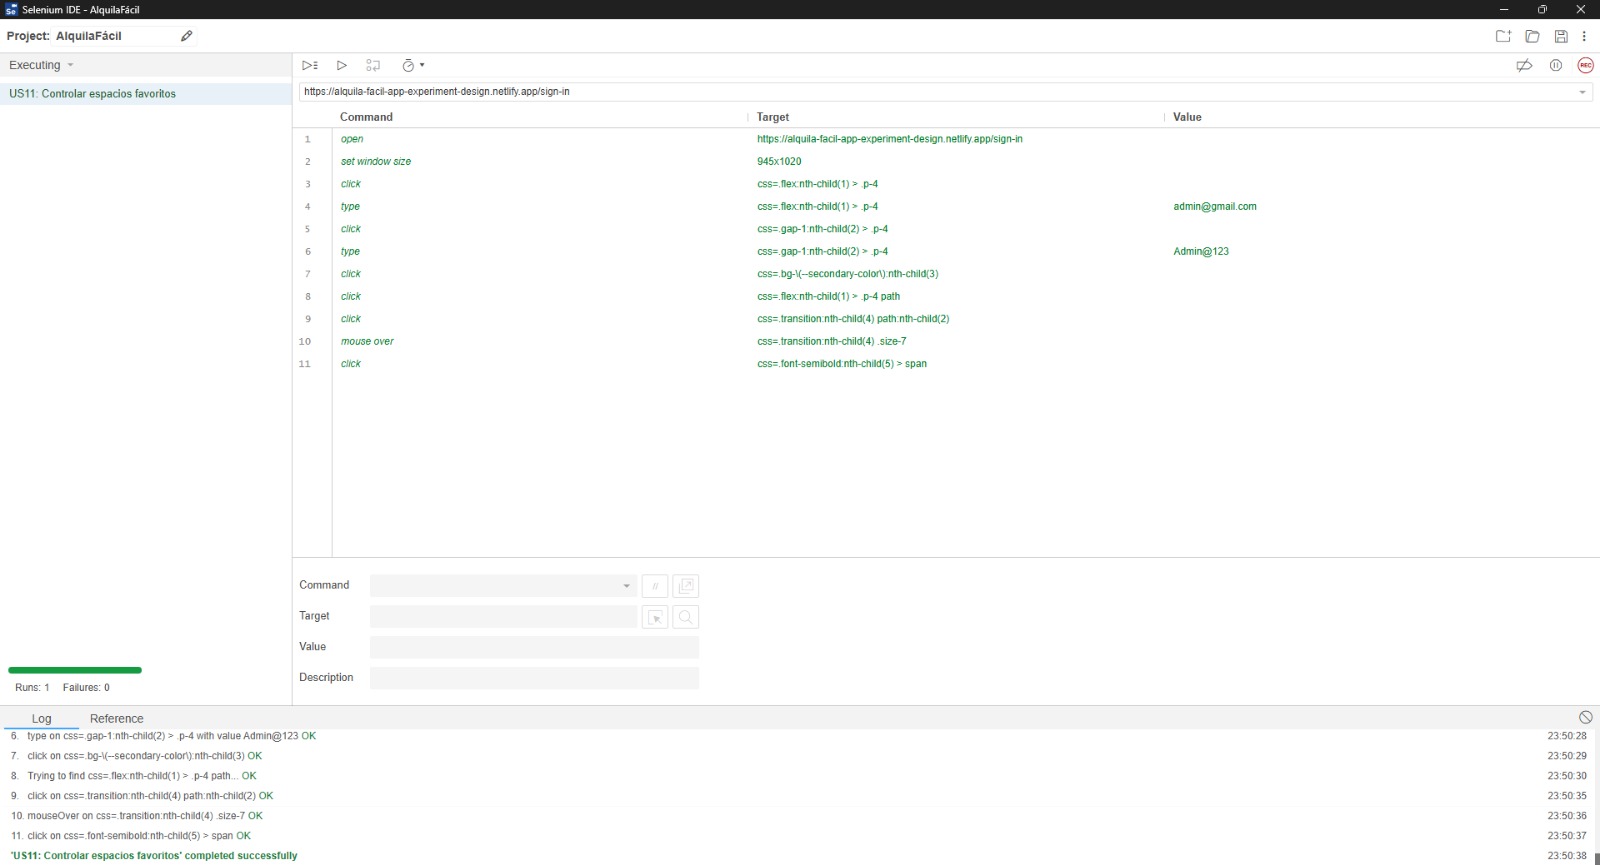 Selenium IDE - AlquilaFácil
Project: AlquilaFácil
Executing
REC
US11: Controlar espacios favoritos
https://alquila-facil-app-experiment-design.netlify.app/sign-in
Command Target Value
1 open https://alquila-facil-app-experiment-design.netlify.app/sign-in
2 set window size 945x1020
3 click css=.flex:nth-child(1) > .p-4
4 type css=.flex:nth-child(1) > .p-4 admin@gmail.com
5 click css=.gap-1:nth-child(2) > .p-4
6 type css=.gap-1:nth-child(2) > .p-4 Admin@123
7 click css=.bg-\(--secondary-color\):nth-child(3)
8 click css=.flex:nth-child(1) > .p-4 path
9 click css=.transition:nth-child(4) path:nth-child(2)
10 mouse over css=.transition:nth-child(4) .size-7
11 click css=.font-semibold:nth-child(5) > span
Command //
Target
Value
Description
Runs: 1 Failures: 0
Log Reference
6. type on css=.gap-1:nth-child(2) > .p-4 with value Admin@123 OK 23:50:28
7. click on css=.bg-\(--secondary-color\):nth-child(3) OK 23:50:29
8. Trying to find css=.flex:nth-child(1) > .p-4 path... OK 23:50:30
9. click on css=.transition:nth-child(4) path:nth-child(2) OK 23:50:35
10. mouseOver on css=.transition:nth-child(4) .size-7 OK 23:50:36
11. click on css=.font-semibold:nth-child(5) > span OK 23:50:37
'US11: Controlar espacios favoritos' completed successfully 23:50:38